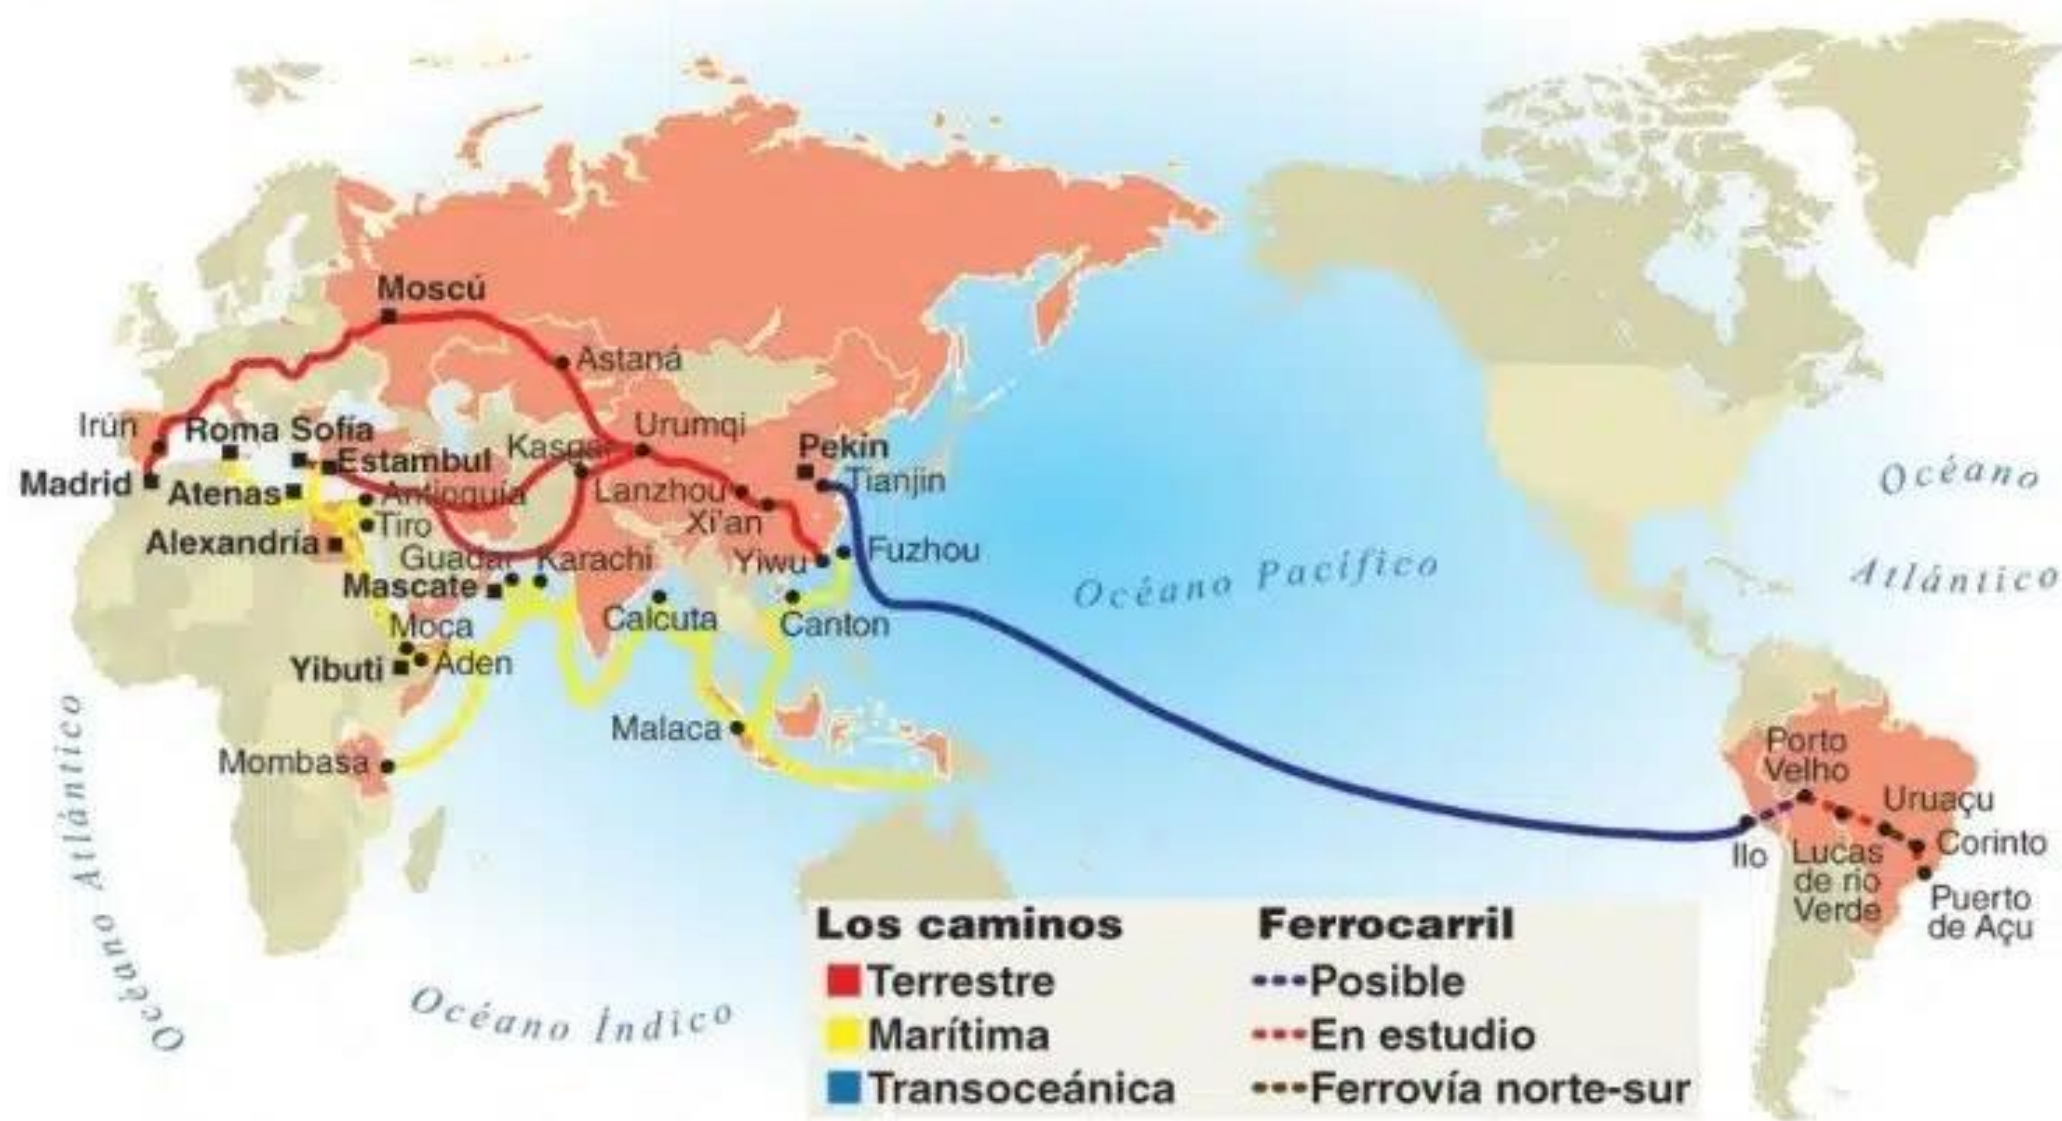 Moscú
Astaná
Irún
Roma
Sofía
Urumqi
Kasgar
Pekín
Estambul
Madrid
Atenas
Antioquía
Lanzhou
Tianjin
Tiro
Xi'an
Alexandría
Guadar
Karachi
Yiwu
Fuzhou
Mascate
Calcuta
Canton
Moca
Yibuti
Aden
Malaca
Mombasa
Océano Pacífico
Océano
Atlántico
Océano Atlántico
Océano Índico
Porto
Velho
Uruaçu
Ilo
Lucas
de rio
Verde
Corinto
Puerto
de Açu
Los caminos
Terrestre
Marítima
Transoceánica
Ferrocarril
Posible
En estudio
Ferrovía norte-sur